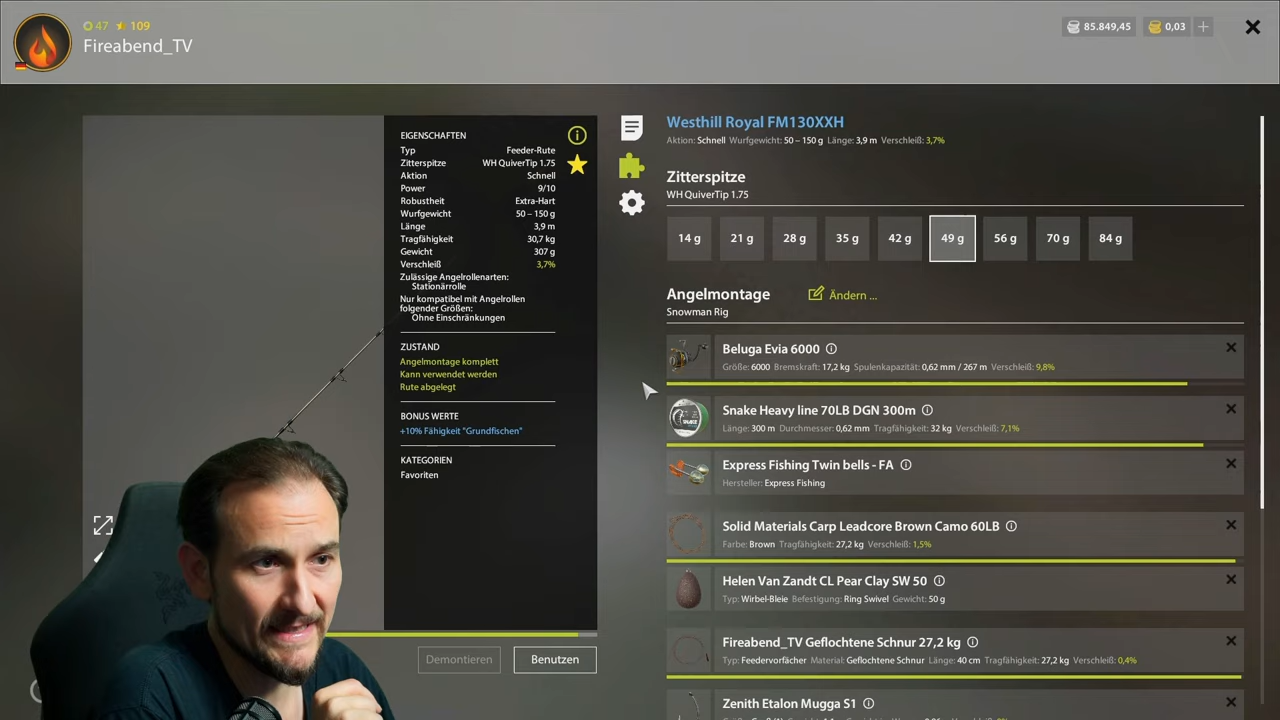 47 109
Fireabend_TV
85.849,45
0,03 +
EIGENSCHAFTEN
Typ Feeder-Rute
Zitterspitze WH QuiverTip 1.75
Aktion Schnell
Power 9/10
Robustheit Extra-Hart
Wurfgewicht 50 – 150 g
Länge 3,9 m
Tragfähigkeit 30,7 kg
Gewicht 307 g
Verschleiß 3,7%
Zulässige Angelrollenarten:
Stationärrolle
Nur kompatibel mit Angelrollen
folgender Größen:
Ohne Einschränkungen
ZUSTAND
Angelmontage komplett
Kann verwendet werden
Rute abgelegt
BONUS WERTE
+10% Fähigkeit "Grundfischen"
KATEGORIEN
Favoriten
Demontieren
Benutzen
Westhill Royal FM130XXH
Aktion: Schnell Wurfgewicht: 50 – 150 g Länge: 3,9 m Verschleiß: 3,7%
Zitterspitze
WH QuiverTip 1.75
14 g 21 g 28 g 35 g 42 g 49 g 56 g 70 g 84 g
Angelmontage Ändern ...
Snowman Rig
Beluga Evia 6000
Größe: 6000 Bremskraft: 17,2 kg Spulenkapazität: 0,62 mm / 267 m Verschleiß: 9,8%
Snake Heavy line 70LB DGN 300m
Länge: 300 m Durchmesser: 0,62 mm Tragfähigkeit: 32 kg Verschleiß: 7,1%
Express Fishing Twin bells - FA
Hersteller: Express Fishing
Solid Materials Carp Leadcore Brown Camo 60LB
Farbe: Brown Tragfähigkeit: 27,2 kg Verschleiß: 1,5%
Helen Van Zandt CL Pear Clay SW 50
Typ: Wirbel-Bleie Befestigung: Ring Swivel Gewicht: 50 g
Fireabend_TV Geflochtene Schnur 27,2 kg
Typ: Feedervorfächer Material: Geflochtene Schnur Länge: 40 cm Tragfähigkeit: 27,2 kg Verschleiß: 0,4%
Zenith Etalon Mugga S1